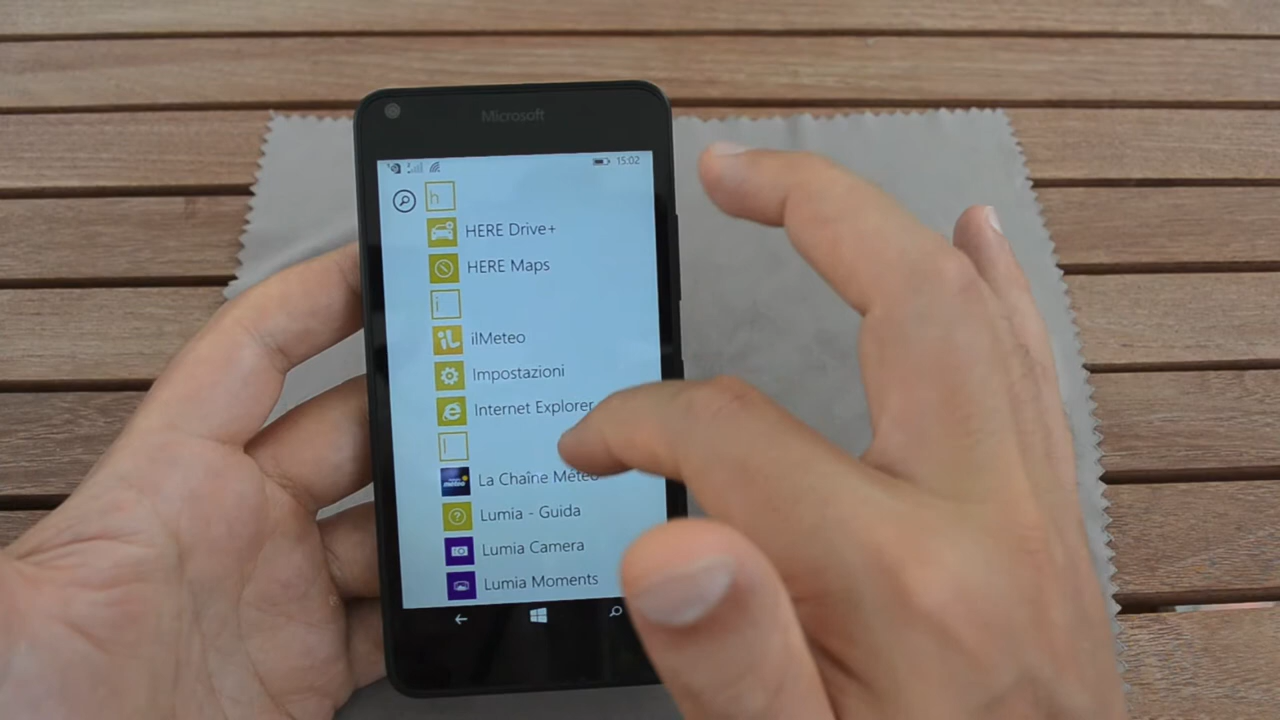 Microsoft
15:02
h
HERE Drive+
HERE Maps
i
iL
ilMeteo
Impostazioni
Internet Explorer
l
La Chaîne Météo
Lumia - Guida
Lumia Camera
Lumia Moments